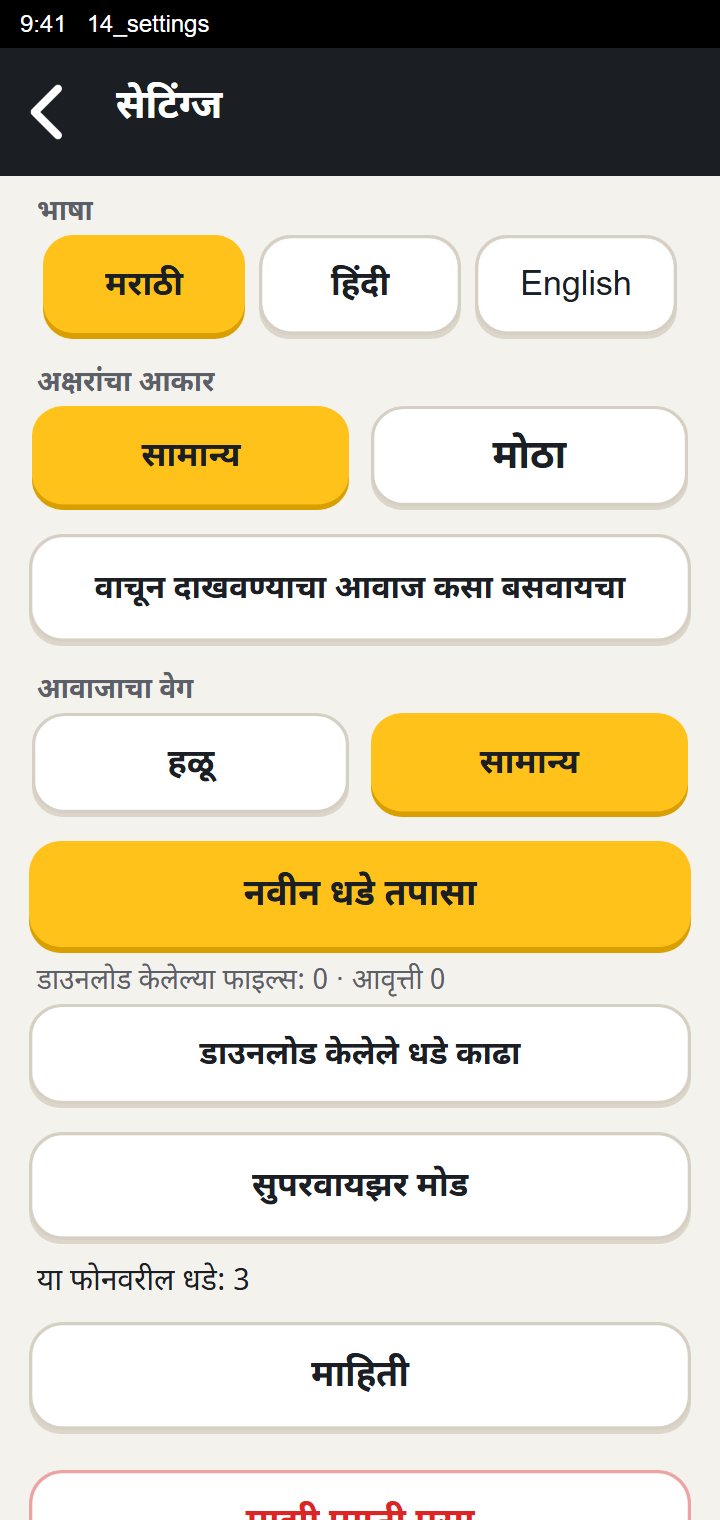 9:41 14_settings
सेटिंग्ज
भाषा
मराठी हिंदी English
अक्षरांचा आकार
सामान्य मोठा
वाचून दाखवण्याचा आवाज कसा बसवायचा
आवाजाचा वेग
हळू सामान्य
नवीन धडे तपासा
डाउनलोड केलेल्या फाइल्स: 0 · आवृत्ती 0
डाउनलोड केलेले धडे काढा
सुपरवायझर मोड
या फोनवरील धडे: 3
माहिती